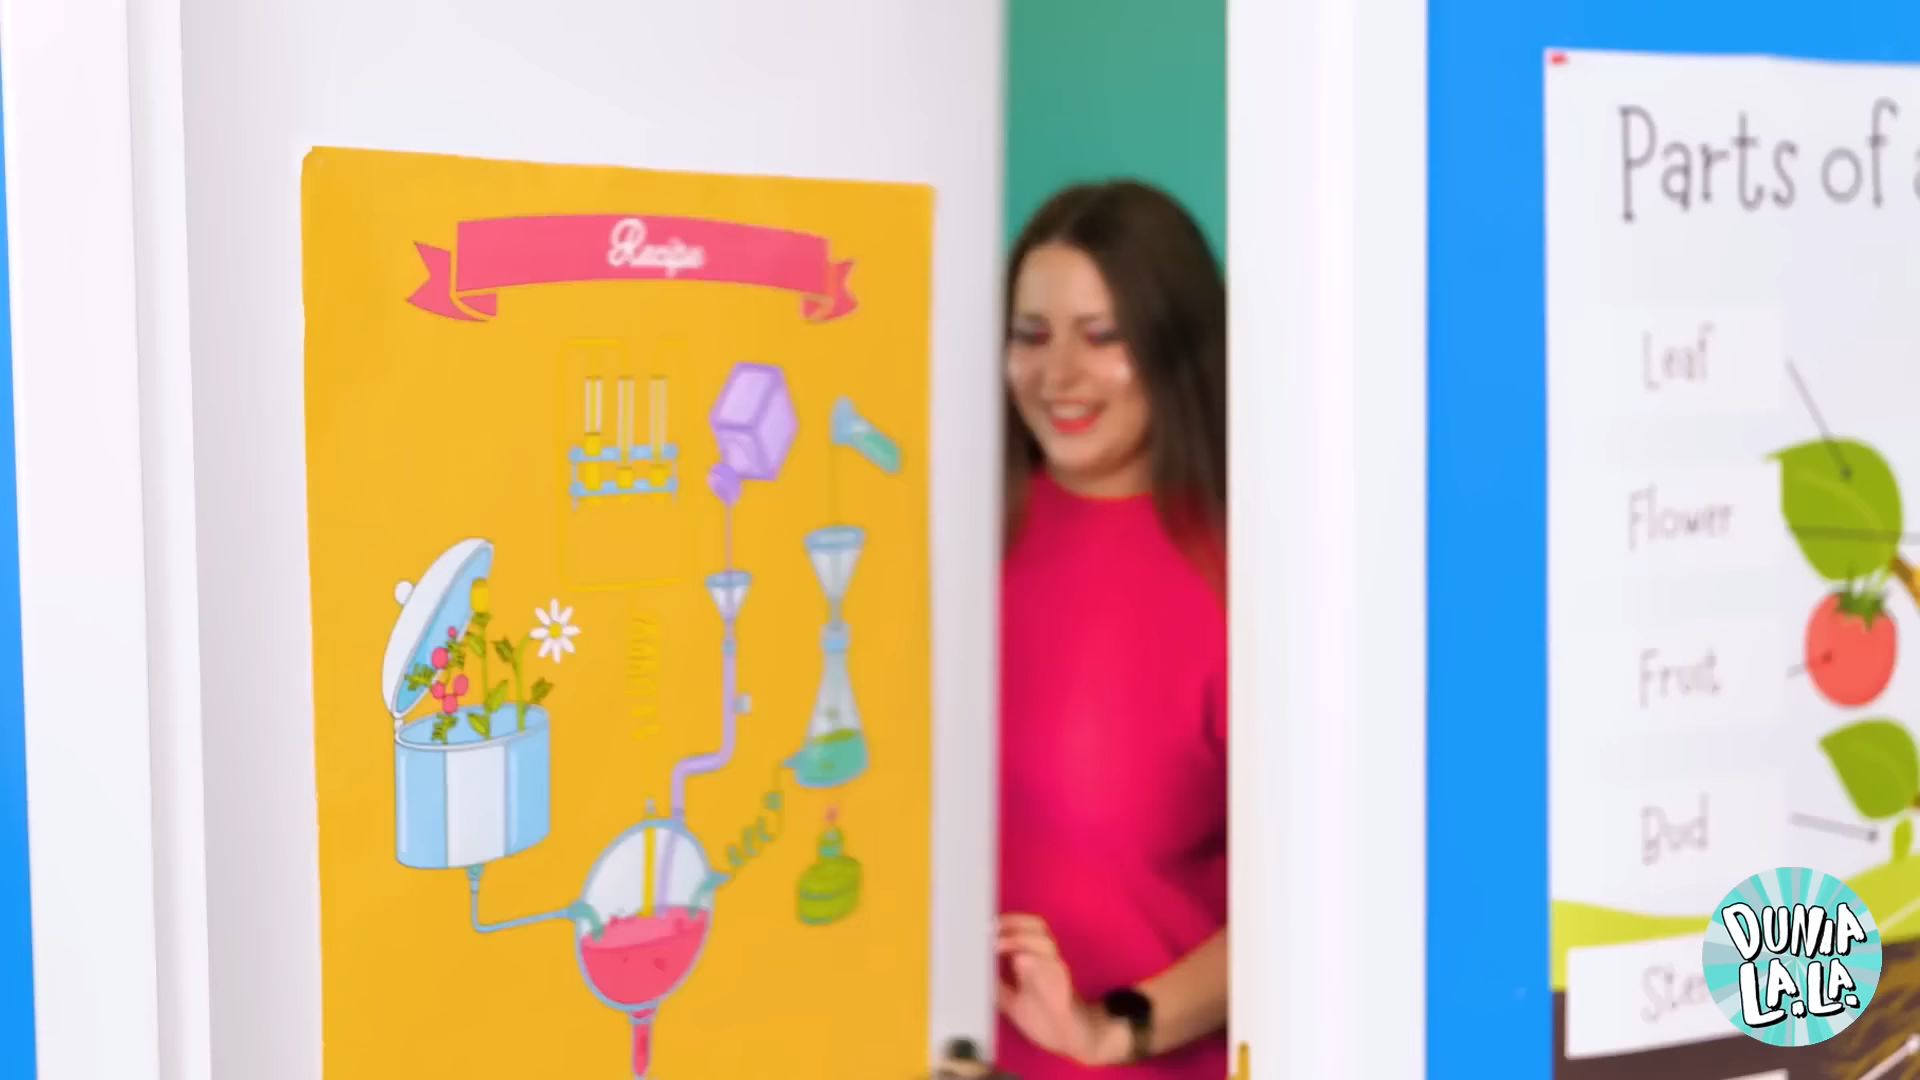 Recipe
Parts of
Leaf
Flower
Fruit
Bud
DUNIA
LA.LA.